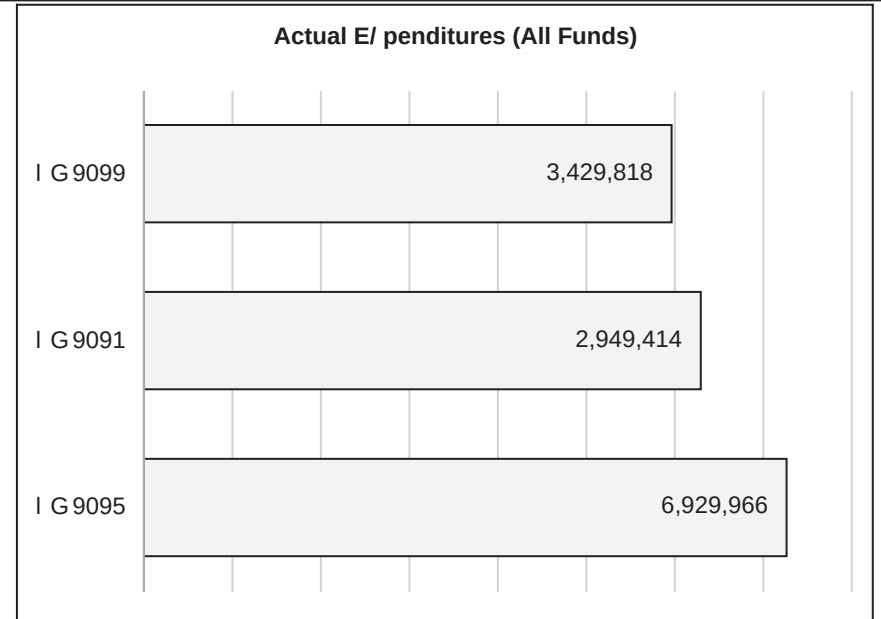 Actual E/ penditures (All Funds)
l G 9099
3,429,818
l G 9091
2,949,414
l G 9095
6,929,966